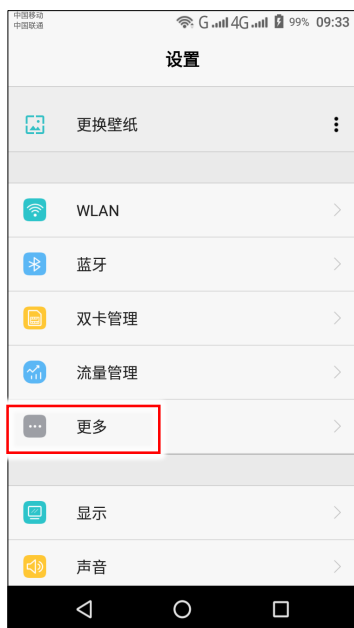 中国移动
中国联通
G 4G 99% 09:33
设置
更换壁纸
WLAN
蓝牙
双卡管理
流量管理
更多
显示
声音